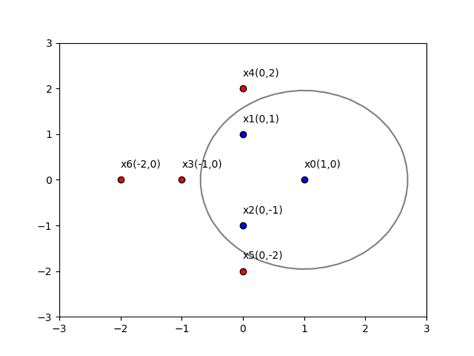 3
x4(0,2)
2
x1(0,1)
1
x6(-2,0) x3(-1,0) x0(1,0)
0
x2(0,-1)
−1
x5(0,-2)
−2
−3
−3 −2 −1 0 1 2 3